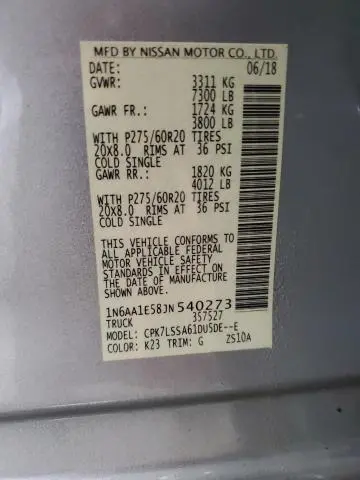 MFD BY NISSAN MOTOR CO., LTD.
DATE: 06/18
GVWR: 3311 KG
7300 LB
GAWR FR.: 1724 KG
3800 LB
WITH P275/60R20 TIRES
20X8.0 RIMS AT 36 PSI
COLD SINGLE
GAWR RR.: 1820 KG
4012 LB
WITH P275/60R20 TIRES
20X8.0 RIMS AT 36 PSI
COLD SINGLE
THIS VEHICLE CONFORMS TO
ALL APPLICABLE FEDERAL
MOTOR VEHICLE SAFETY
STANDARDS IN EFFECT ON
THE DATE OF MANUFACTURE
SHOWN ABOVE.
1N6AA1E58JN540273
TRUCK 357527
MODEL: CPK7LSSA61DU5DE--E
COLOR: K23 TRIM: G ZS10A